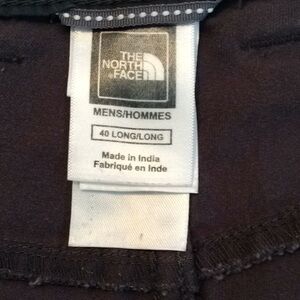 THE
NORTH
FACE
MENS/HOMMES
40 LONG/LONG
Made in India
Fabriqué en Inde